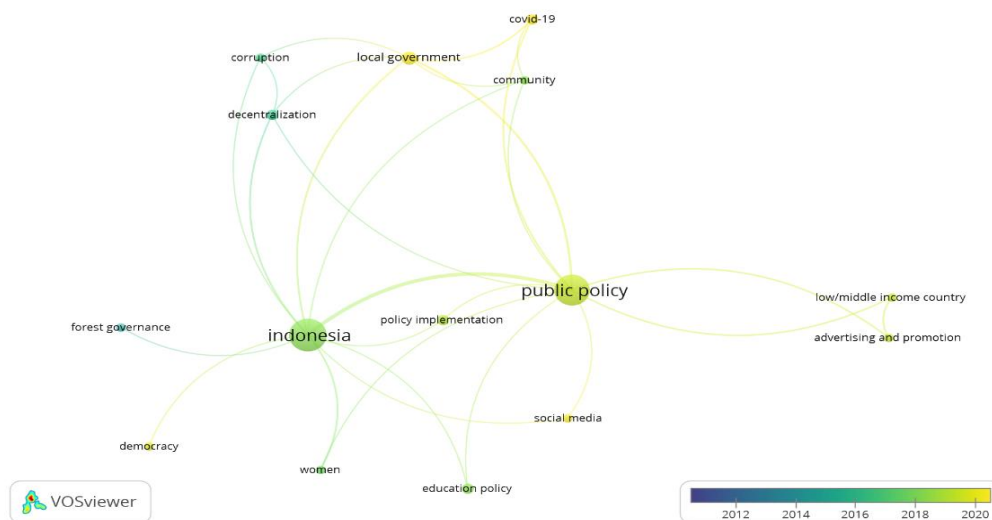 covid-19
corruption
local government
community
decentralization
public policy
low/middle income country
policy implementation
forest governance
indonesia
advertising and promotion
social media
democracy
women
education policy
VOSviewer
2012 2014 2016 2018 2020